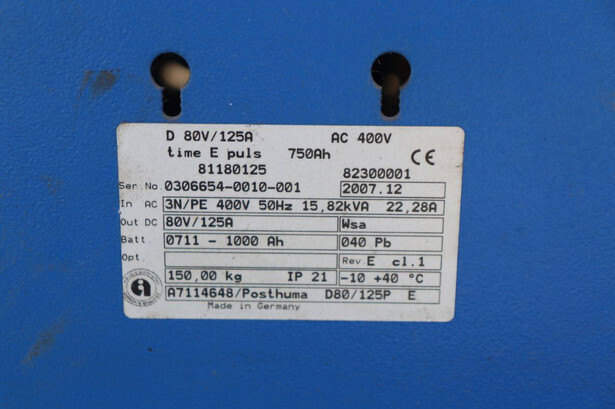 D 80V/125A AC 400V
time E puls 750Ah CE
81180125 82300001
Ser.No. 0306654-0010-001 2007.12
In AC 3N/PE 400V 50Hz 15,82kVA 22,28A
Out DC 80V/125A Wsa
Batt. 0711 - 1000 Ah 040 Pb
Opt. Rev. E cl.1
150,00 kg IP 21 -10 +40 °C
A7114648/Posthuma D80/125P E
Made in Germany